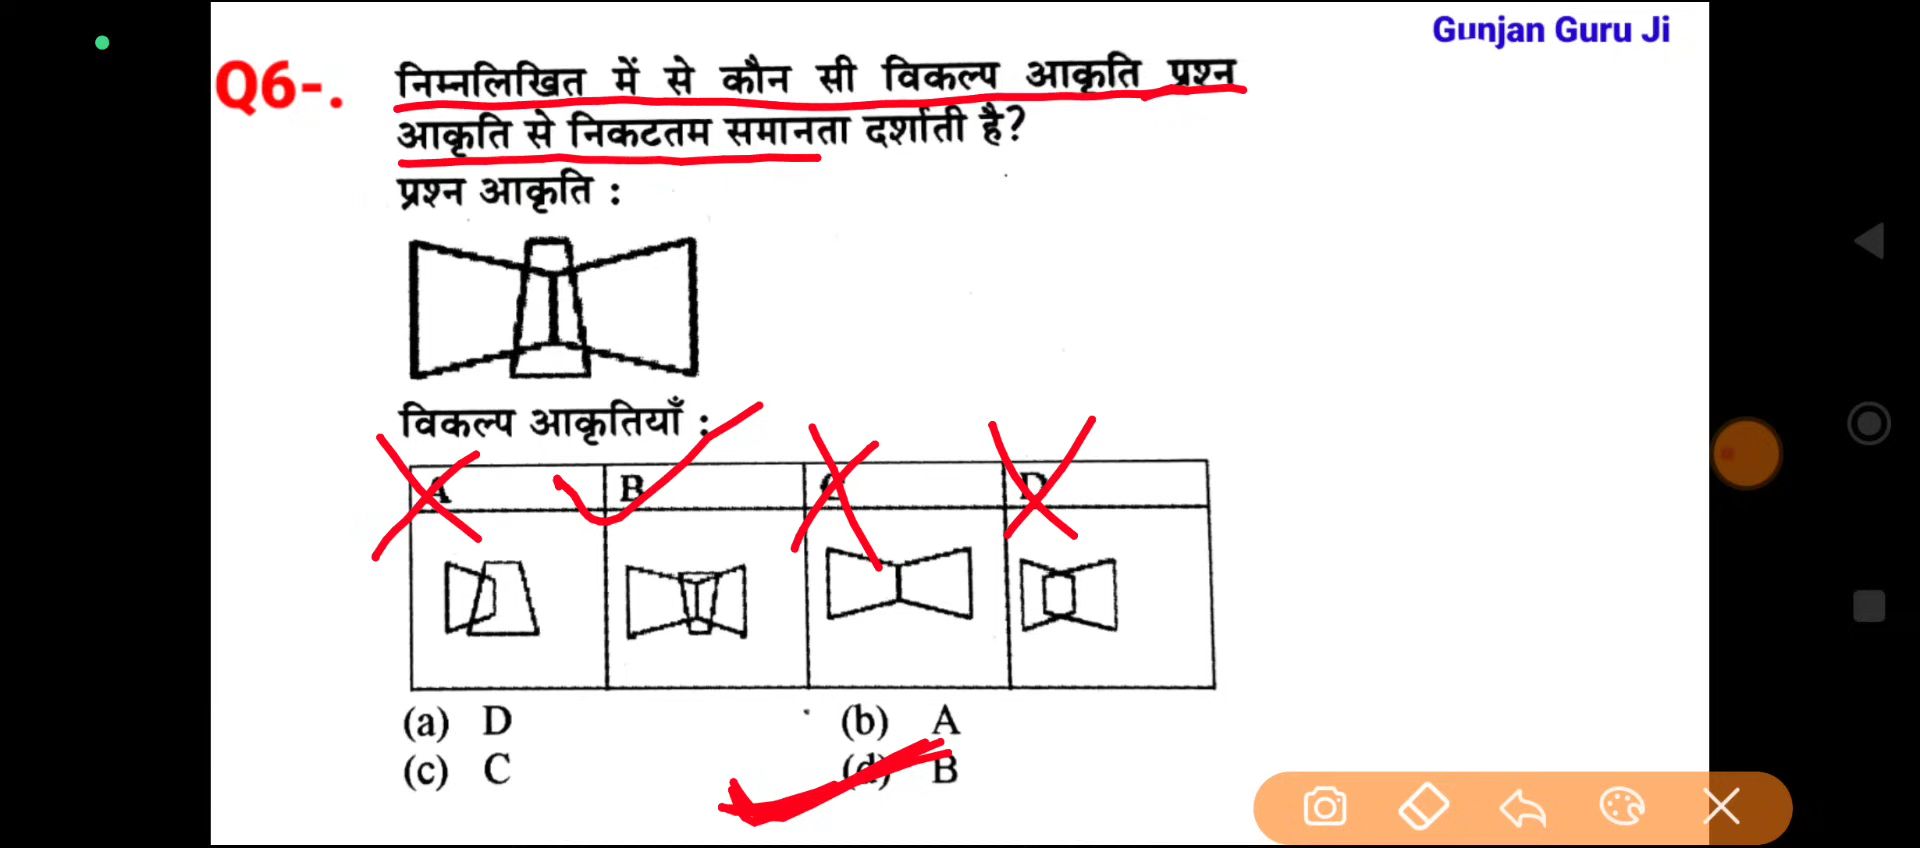 Gunjan Guru Ji
Q6-. निम्नलिखित में से कौन सी विकल्प आकृति प्रश्न
आकृति से निकटतम समानता दर्शाती है?
प्रश्न आकृति :
विकल्प आकृतियाँ :
A B C D
(a) D (b) A
(c) C (d) B